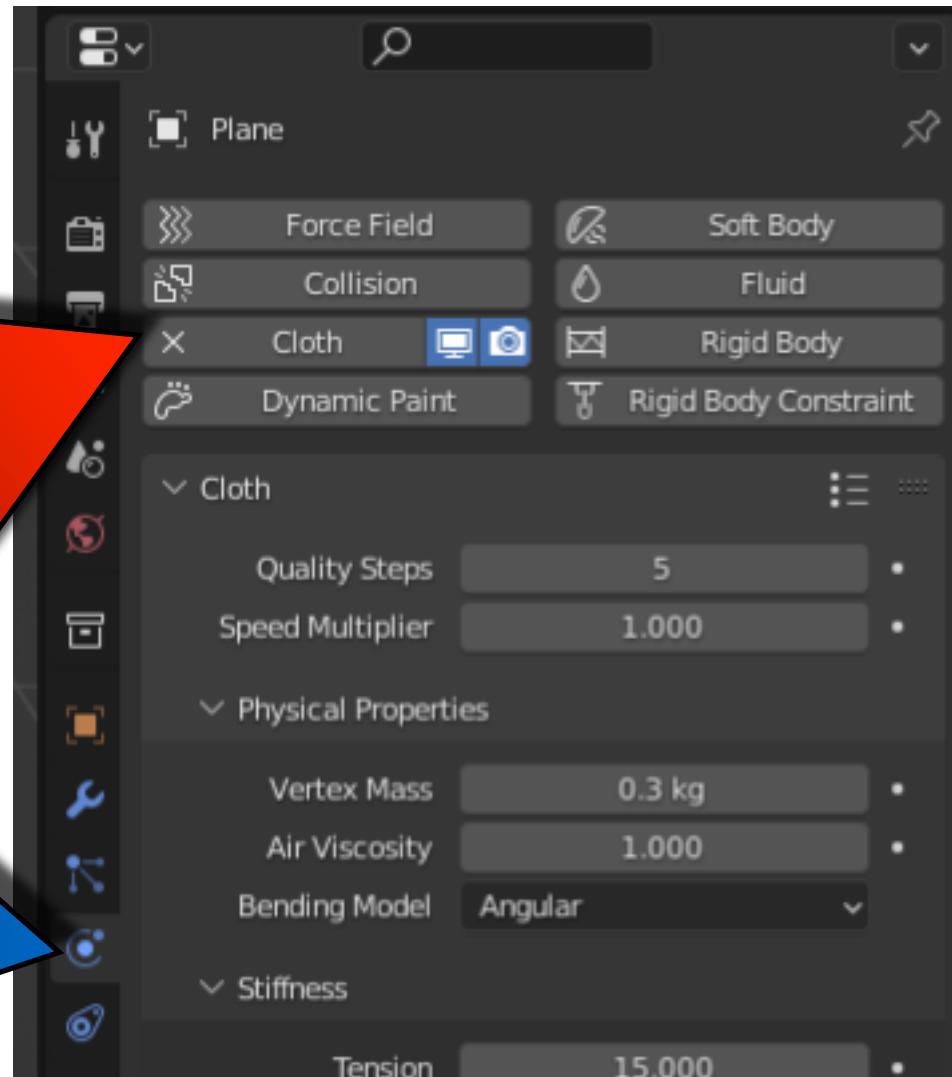 Plane
Force Field Soft Body
Collision Fluid
Cloth Rigid Body
Dynamic Paint Rigid Body Constraint
Cloth
Quality Steps 5
Speed Multiplier 1.000
Physical Properties
Vertex Mass 0.3 kg
Air Viscosity 1.000
Bending Model Angular
Stiffness
Tension 15.000